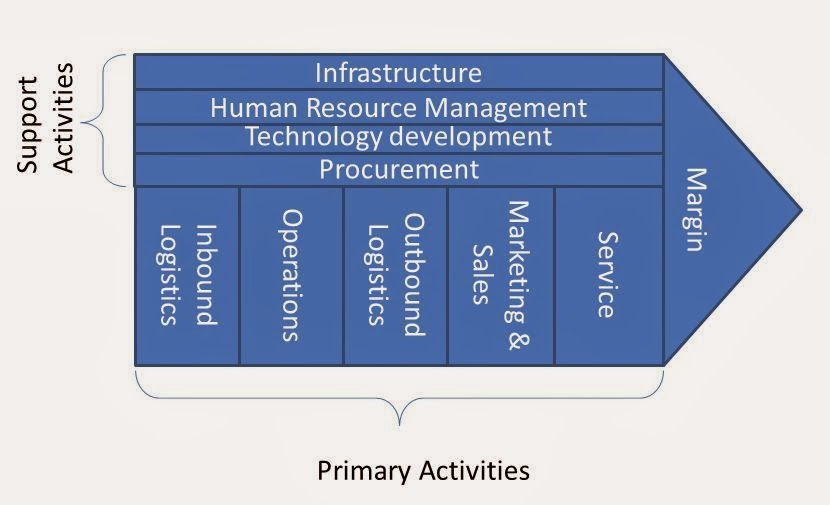 Support
Activities
Infrastructure
Human Resource Management
Technology development
Procurement
Inbound
Logistics
Operations
Outbound
Logistics
Marketing &
Sales
Service
Margin
Primary Activities